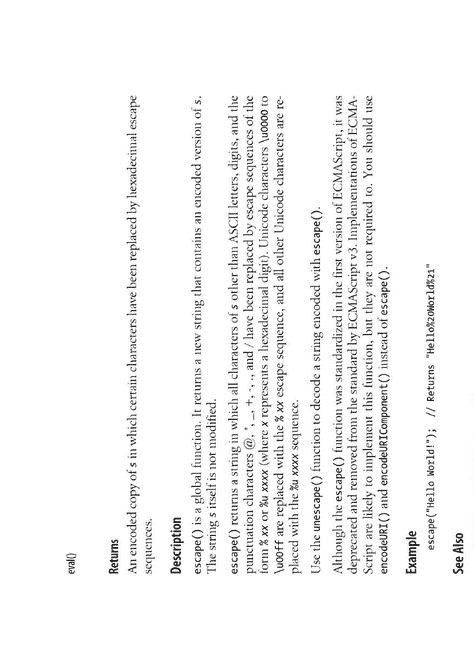 eval()
Returns
An encoded copy of s in which certain characters have been replaced by hexadecimal escape
sequences.
Description
escape() is a global function. It returns a new string that contains an encoded version of s.
The string s itself is not modified.
escape() returns a string in which all characters of s other than ASCII letters, digits, and the
punctuation characters @, *, _, +, -, ., and / have been replaced by escape sequences of the
form % xx or %u xxxx (where x represents a hexadecimal digit). Unicode characters \u0000 to
\u00ff are replaced with the % xx escape sequence, and all other Unicode characters are re-
placed with the %u xxxx sequence.
Use the unescape() function to decode a string encoded with escape().
Although the escape() function was standardized in the first version of ECMAScript, it was
deprecated and removed from the standard by ECMAScript v3. Implementations of ECMA-
Script are likely to implement this function, but they are not required to. You should use
encodeURI() and encodeURIComponent() instead of escape().
Example
escape("Hello World!"); // Returns "Hello%20World%21"
See Also